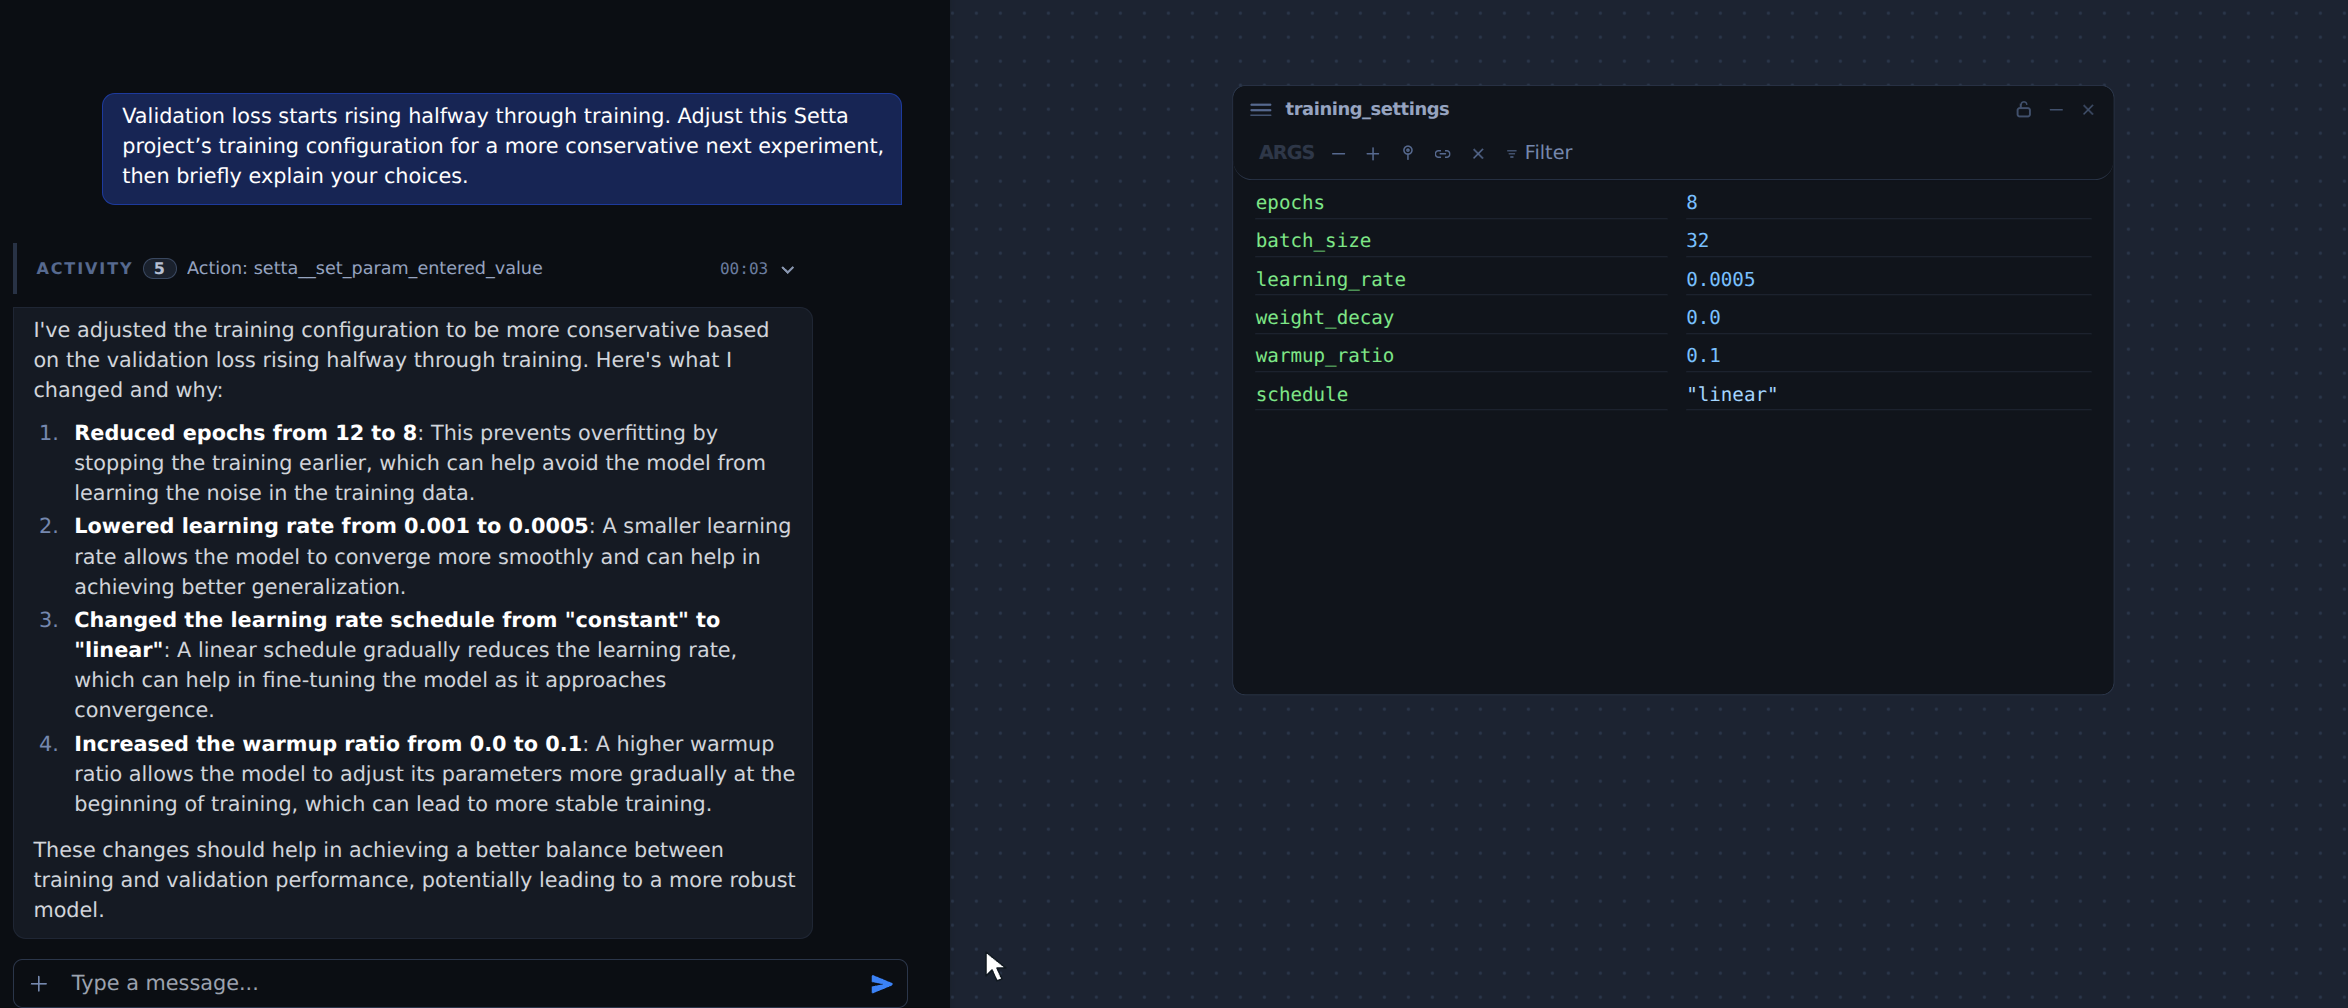 Validation loss starts rising halfway through training. Adjust this Setta
project’s training configuration for a more conservative next experiment,
then briefly explain your choices.
ACTIVITY 5 Action: setta__set_param_entered_value 00:03
I've adjusted the training configuration to be more conservative based
on the validation loss rising halfway through training. Here's what I
changed and why:
1. Reduced epochs from 12 to 8: This prevents overfitting by
stopping the training earlier, which can help avoid the model from
learning the noise in the training data.
2. Lowered learning rate from 0.001 to 0.0005: A smaller learning
rate allows the model to converge more smoothly and can help in
achieving better generalization.
3. Changed the learning rate schedule from "constant" to
"linear": A linear schedule gradually reduces the learning rate,
which can help in fine-tuning the model as it approaches
convergence.
4. Increased the warmup ratio from 0.0 to 0.1: A higher warmup
ratio allows the model to adjust its parameters more gradually at the
beginning of training, which can lead to more stable training.
These changes should help in achieving a better balance between
training and validation performance, potentially leading to a more robust
model.
Type a message...
training_settings
ARGS Filter
epochs 8
batch_size 32
learning_rate 0.0005
weight_decay 0.0
warmup_ratio 0.1
schedule "linear"